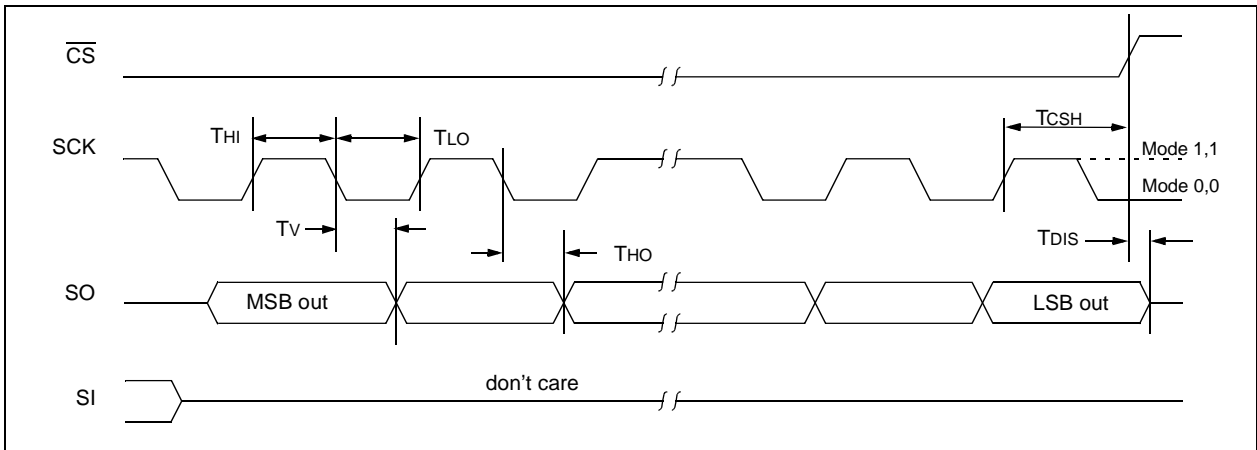 CS
TCSH
THI
TLO
SCK
Mode 1,1
Mode 0,0
TV
THO
TDIS
SO
MSB out
LSB out
SI
don't care